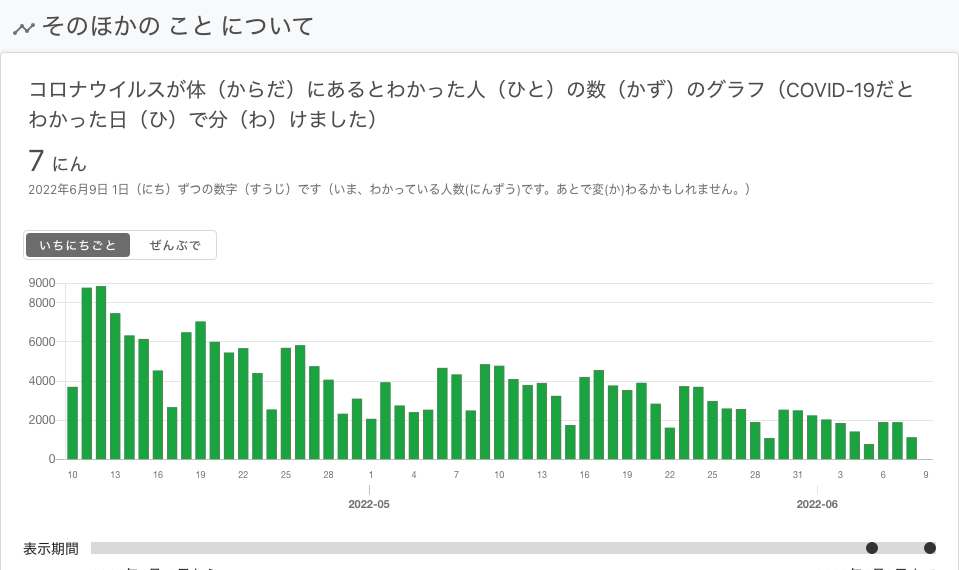 そのほかの こと について
コロナウイルスが体（からだ）にあるとわかった人（ひと）の数（かず）のグラフ（COVID-19だと
わかった日（ひ）で分（わ）けました）
7 にん
2022年6月9日 1日（にち）ずつの数字（すうじ）です（いま、わかっている人数(にんずう)です。あとで変(か)わるかもしれません。）
いちにちごと ぜんぶで
9000
8000
6000
4000
2000
0
10 13 16 19 22 25 28 1 4 7 10 13 16 19 22 25 28 31 3 6 9
2022-05 2022-06
表示期間